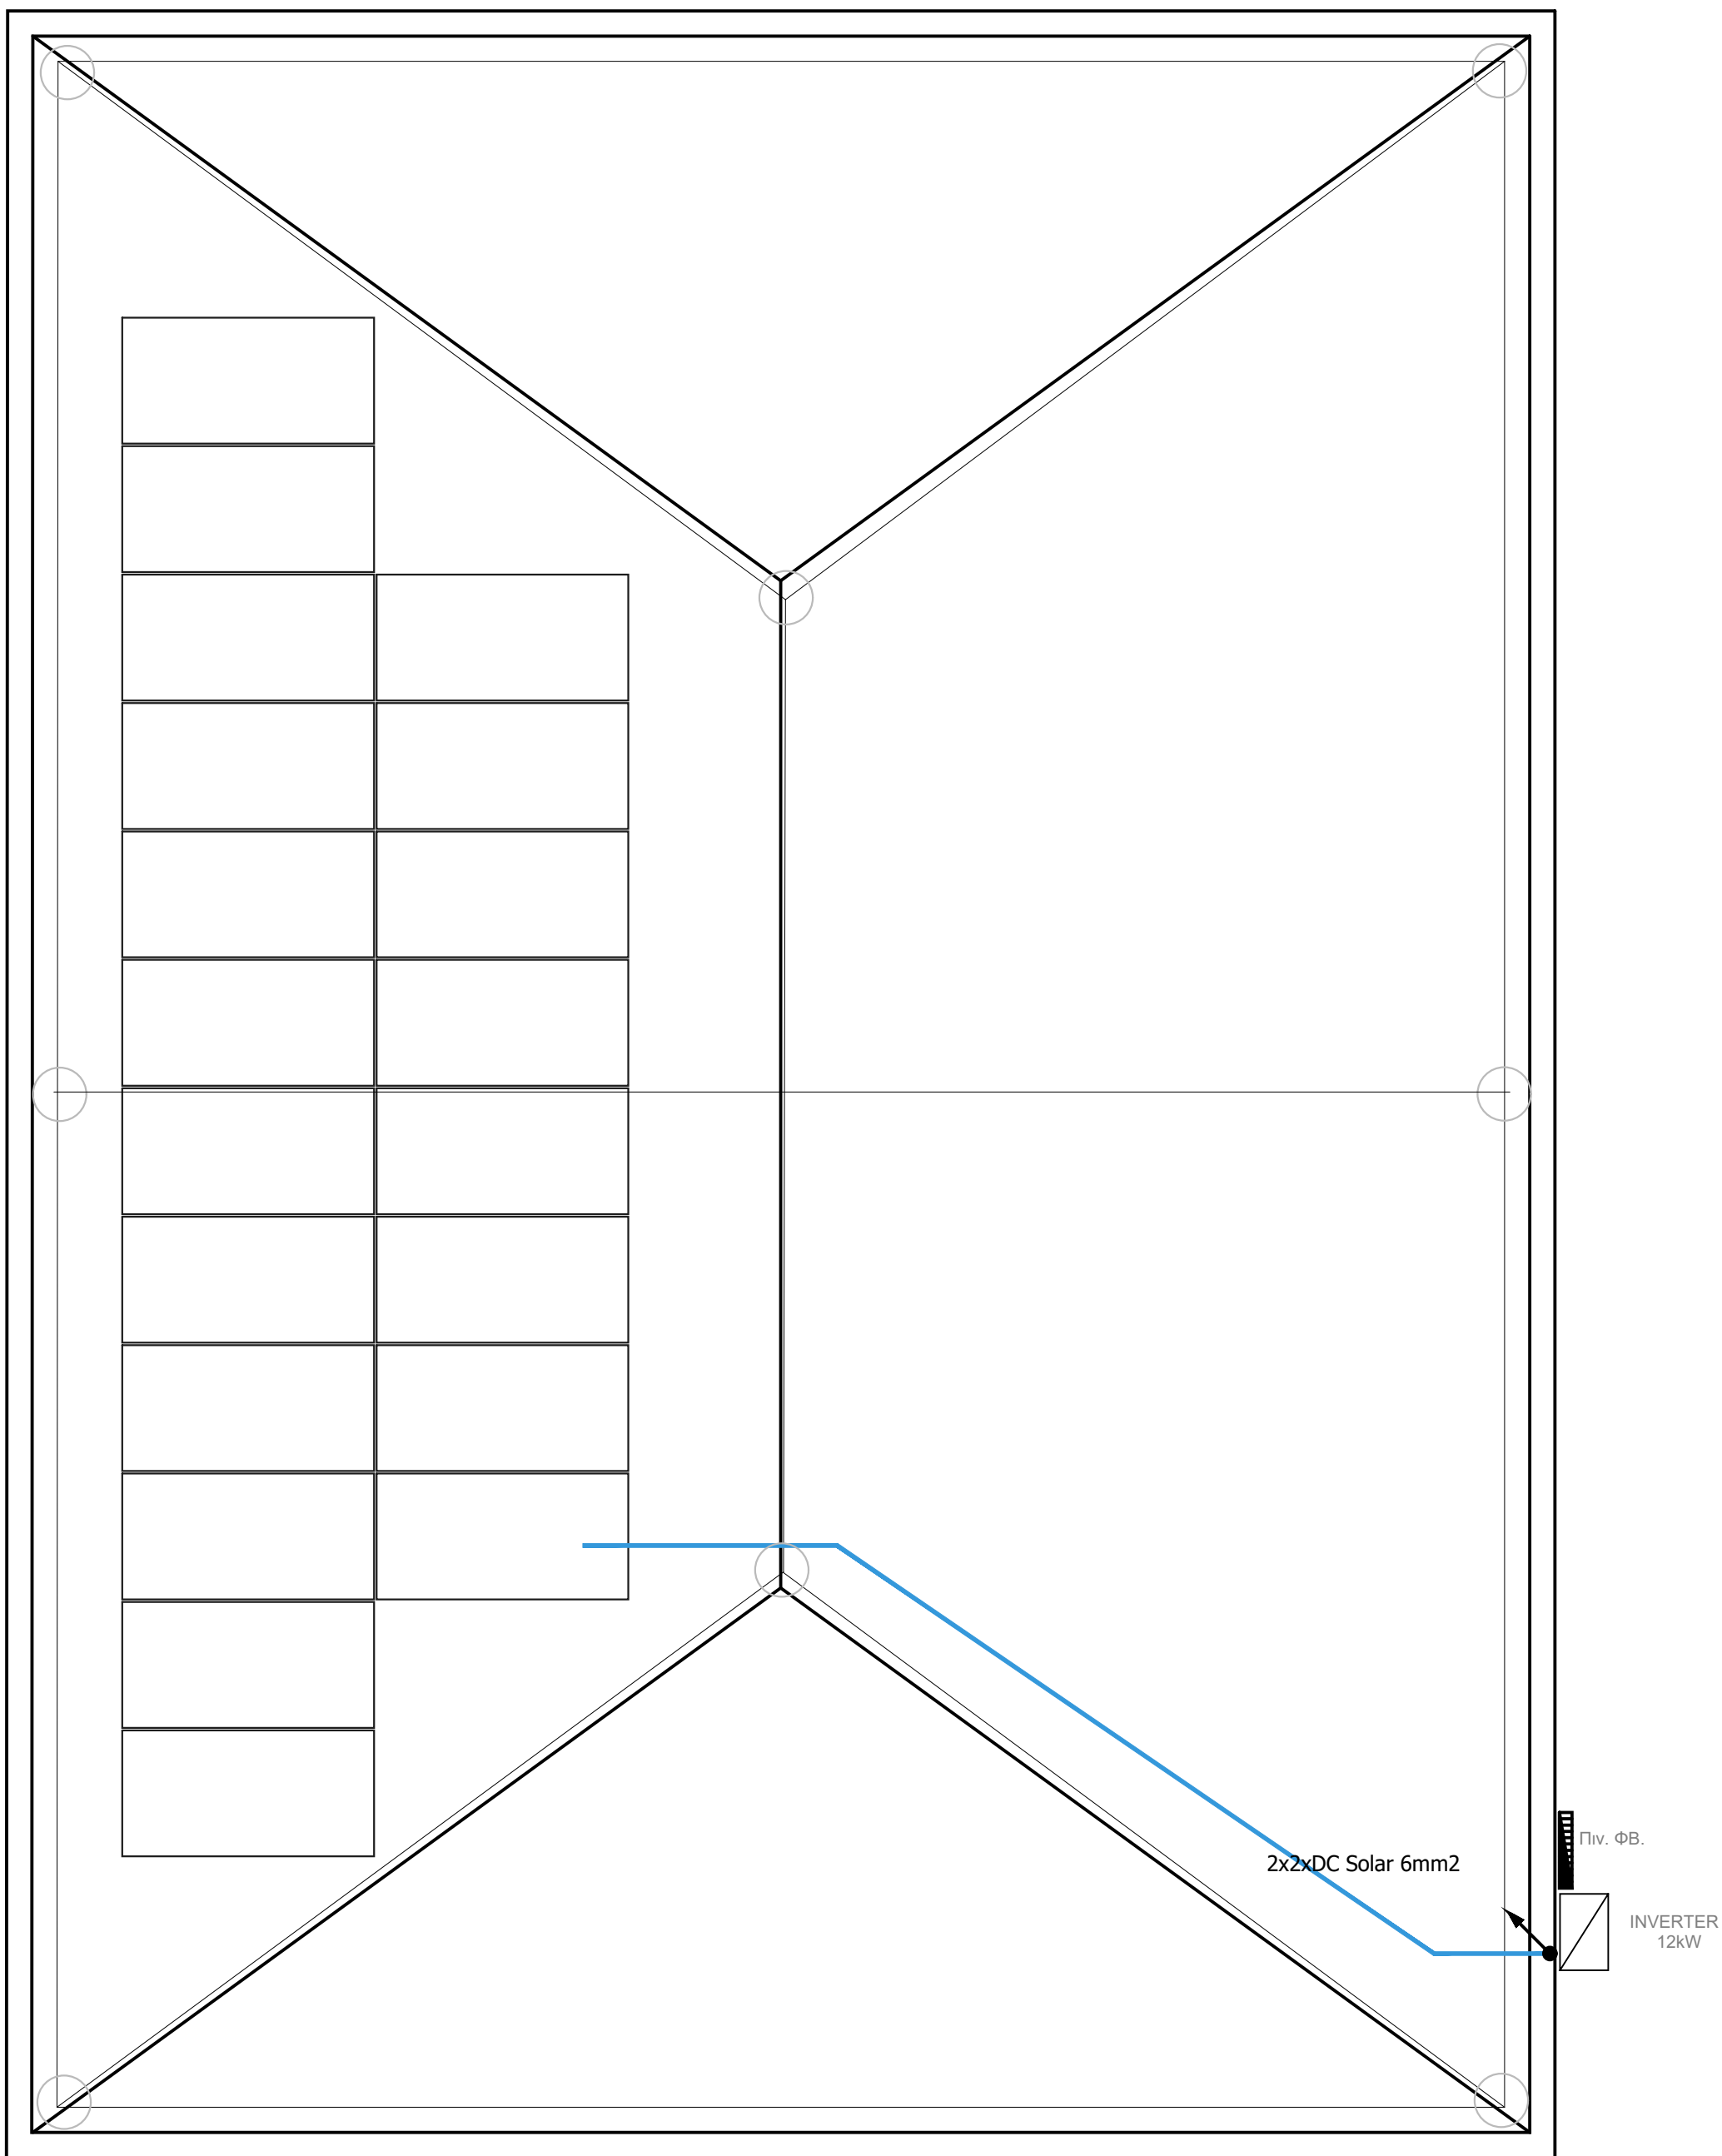 Πιν. ΦΒ.
2x2xDC Solar 6mm2
INVERTER
12kW